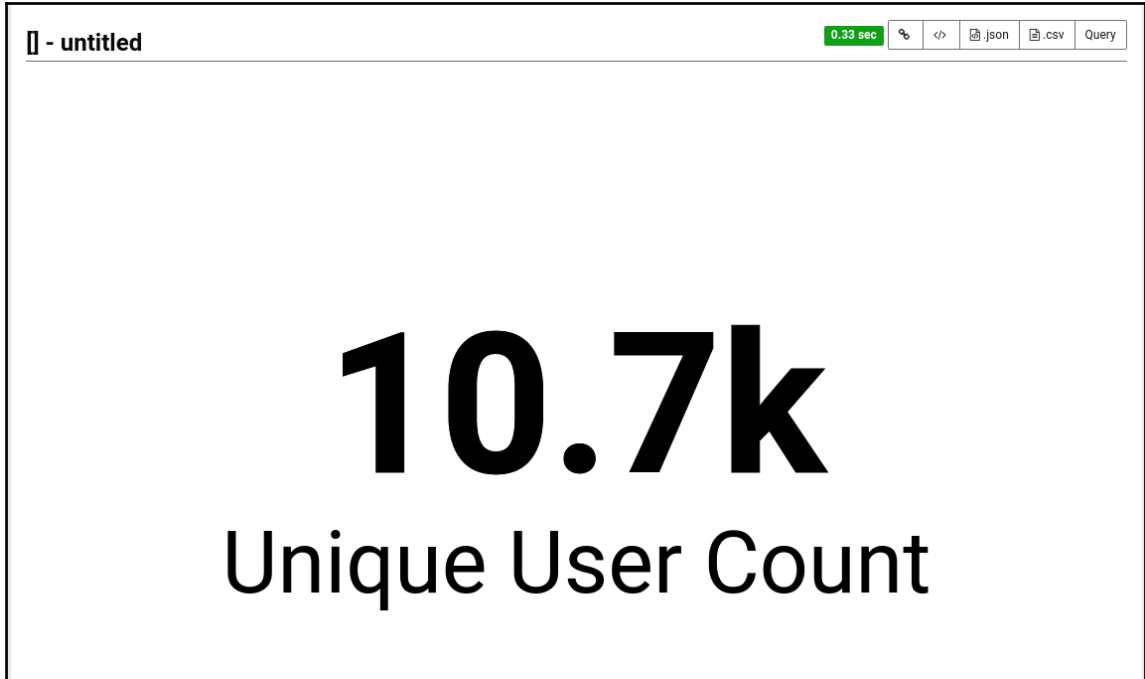 [] - untitled
0.33 sec </> .json .csv Query
10.7k
Unique User Count